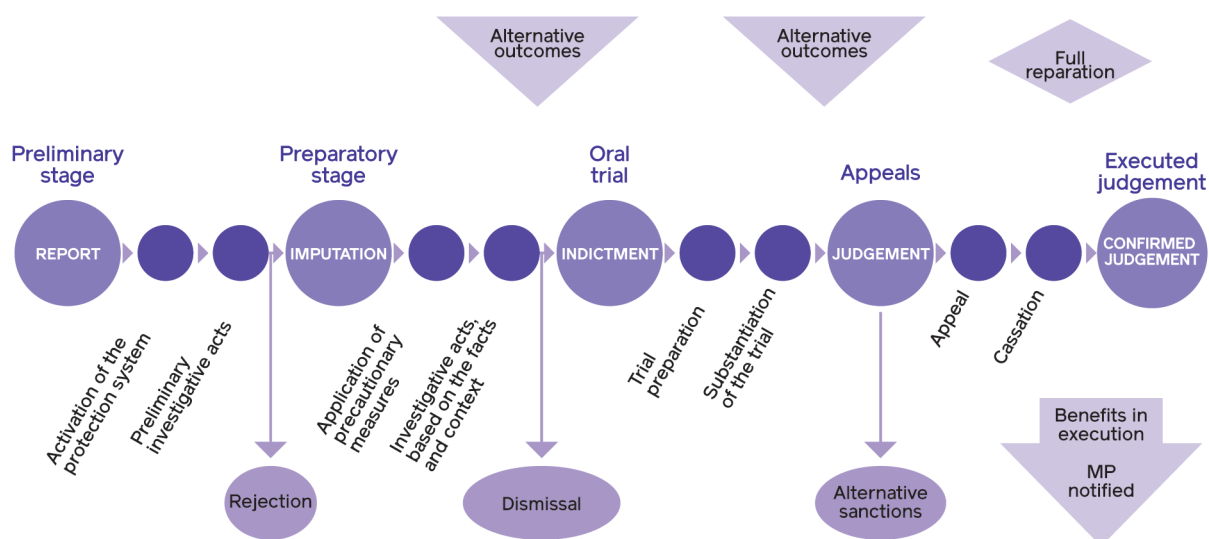 Alternative
outcomes
Alternative
outcomes
Full
reparation
Preliminary
stage
Preparatory
stage
Oral
trial
Appeals
Executed
judgement
REPORT
IMPUTATION
INDICTMENT
JUDGEMENT
CONFIRMED
JUDGEMENT
Activation of the
protection system
Preliminary
investigative acts
Application of
precautionary
measures
Investigative acts,
based on the facts
and context
Trial
preparation
Substantiation
of the trial
Appeal
Cassation
Rejection
Dismissal
Alternative
sanctions
Benefits in
execution
MP
notified